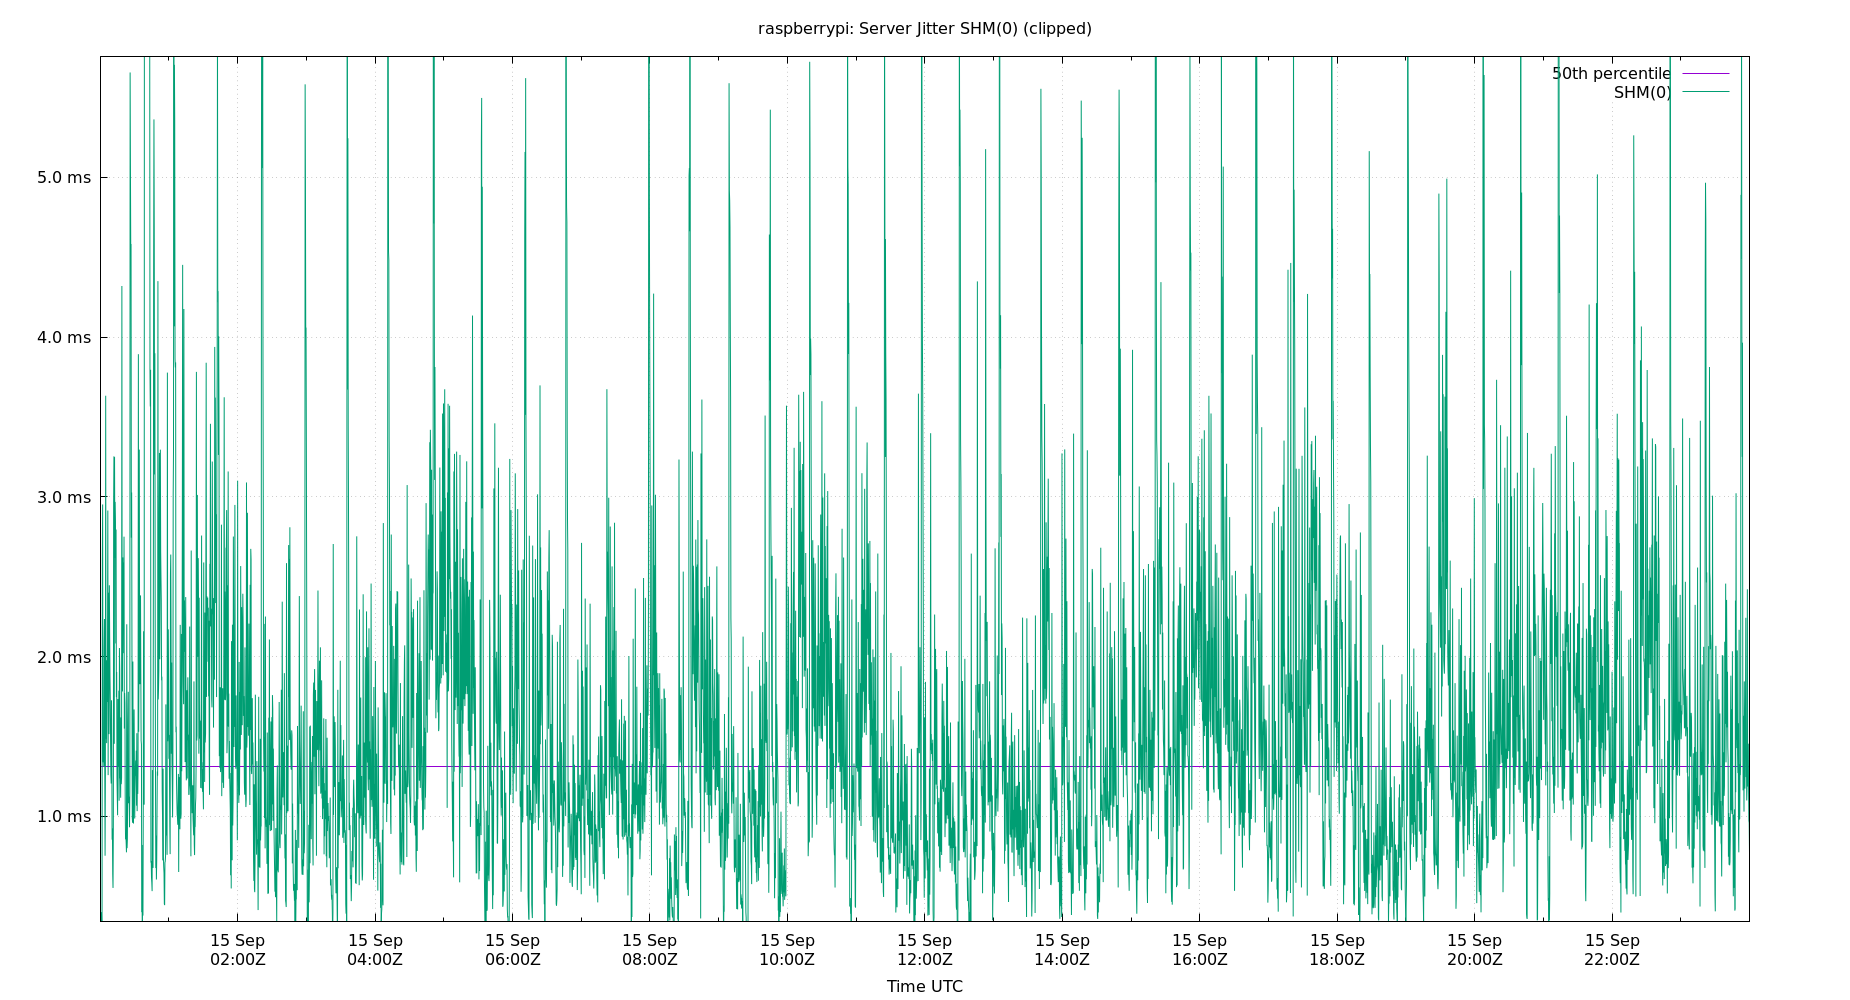 raspberrypi: Server Jitter SHM(0) (clipped)
50th percentile
SHM(0)
5.0 ms
4.0 ms
3.0 ms
2.0 ms
1.0 ms
15 Sep 15 Sep 15 Sep 15 Sep 15 Sep 15 Sep 15 Sep 15 Sep 15 Sep 15 Sep 15 Sep
02:00Z 04:00Z 06:00Z 08:00Z 10:00Z 12:00Z 14:00Z 16:00Z 18:00Z 20:00Z 22:00Z
Time UTC